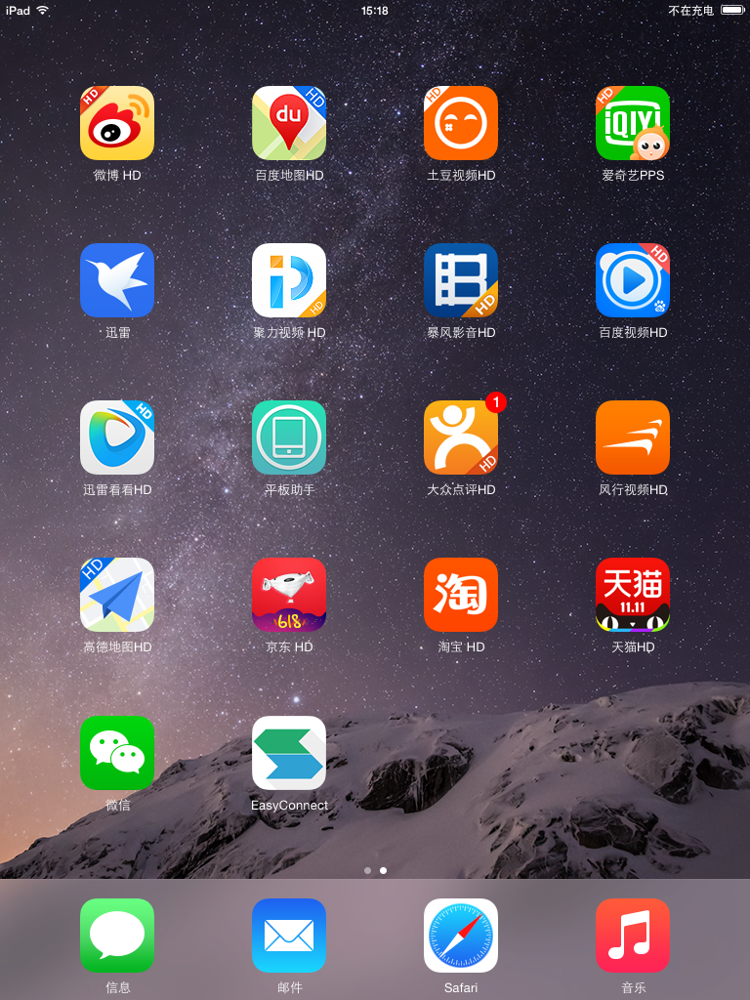 iPad 15:18 不在充电
HD du HD HD HD iQIYI
微博 HD 百度地图HD 土豆视频HD 爱奇艺PPS
HD HD HD
迅雷 聚力视频 HD 暴风影音HD 百度视频HD
HD 1 HD
迅雷看看HD 平板助手 大众点评HD 风行视频HD
HD 618 淘 天猫 11.11
高德地图HD 京东 HD 淘宝 HD 天猫HD
微信 EasyConnect
信息 邮件 Safari 音乐